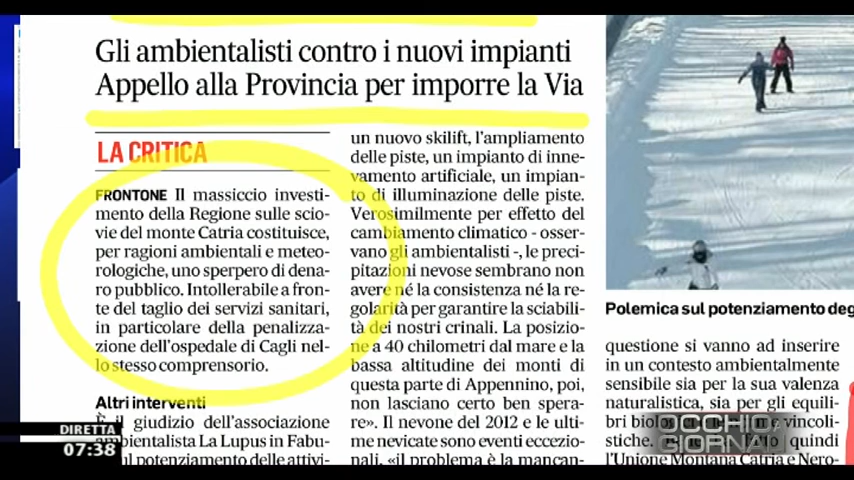 Gli ambientalisti contro i nuovi impianti
Appello alla Provincia per imporre la Via
LA CRITICA
FRONTONE Il massiccio investi-
mento della Regione sulle scio-
vie del monte Catria costituisce,
per ragioni ambientali e meteo-
rologiche, uno sperpero di dena-
ro pubblico. Intollerabile a fron-
te del taglio dei servizi sanitari,
in particolare della penalizza-
zione dell'ospedale di Cagli nel-
lo stesso comprensorio.
Altri interventi
È il giudizio dell'associazione
ambientalista La Lupus in Fabu-
sul potenziamento delle attivi-
un nuovo skilift, l'ampliamento
delle piste, un impianto di inne-
vamento artificiale, un impian-
to di illuminazione delle piste.
Verosimilmente per effetto del
cambiamento climatico - osser-
vano gli ambientalisti -, le preci-
pitazioni nevose sembrano non
avere né la consistenza né la re-
golarità per garantire la sciabili-
tà dei nostri crinali. La posizio-
ne a 40 chilometri dal mare e la
bassa altitudine dei monti di
questa parte di Appennino, poi,
non lasciano certo ben spera-
re». Il nevone del 2012 e le ulti-
me nevicate sono eventi eccezio-
nali, «il problema è la mancan-
Polemica sul potenziamento deg
questione si vanno ad inserire
in un contesto ambientalmente
sensibile sia per la sua valenza
naturalistica, sia per gli equili-
bri
vincoli-
stiche.
quindi
l'Unione Montana Catria e Nero-
OCCHIO
GIORNALI
DIRETTA
07:38